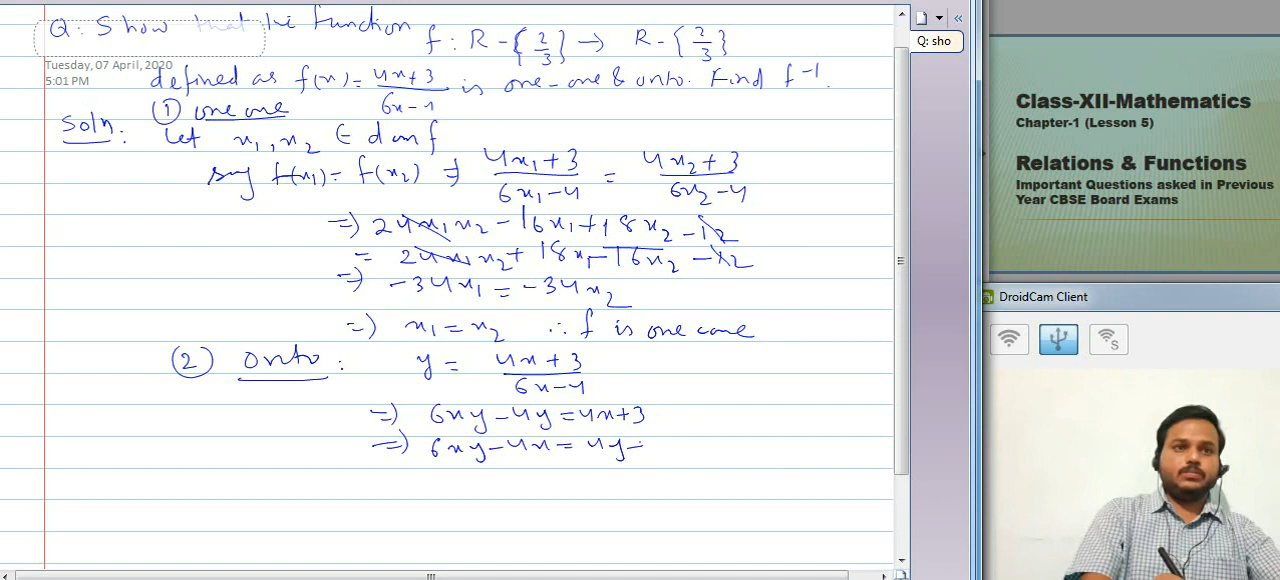 Q: Show that the function f : R - {2/3} → R - {2/3}
Tuesday, 07 April, 2020
5:01 PM
defined as f(x) = 4x+3/6x-4 is one-one & onto. Find f⁻¹.
Soln: ① one one
Let x₁, x₂ ∈ dom f
f(x₁) = f(x₂) ⇒ 4x₁+3/6x₁-4 = 4x₂+3/6x₂-4
⇒) 24x₁x₂ - 16x₁ + 18x₂ - 12
= 24x₁x₂ + 18x₁ - 16x₂ - 12
⇒) -34x₁ = -34x₂
⇒) x₁ = x₂ ∴ f is one one
② Onto : y = 4x+3/6x-4
⇒) 6xy - 4y = 4x+3
⇒) 6xy - 4x = 4y-
Q: sho
Class-XII-Mathematics
Chapter-1 (Lesson 5)
Relations & Functions
Important Questions asked in Previous
Year CBSE Board Exams
DroidCam Client
S